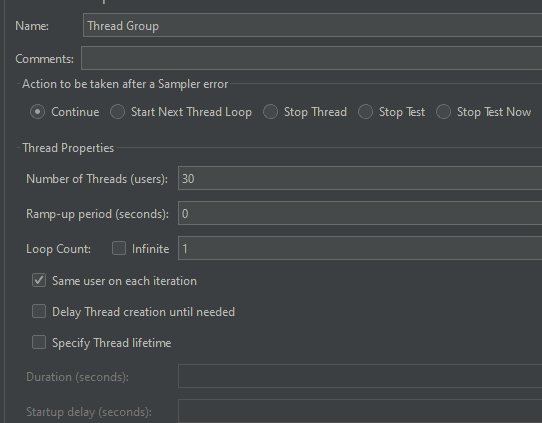 Name: Thread Group
Comments:
Action to be taken after a Sampler error
Continue Start Next Thread Loop Stop Thread Stop Test Stop Test Now
Thread Properties
Number of Threads (users): 30
Ramp-up period (seconds): 0
Loop Count: Infinite 1
Same user on each iteration
Delay Thread creation until needed
Specify Thread lifetime
Duration (seconds):
Startup delay (seconds):